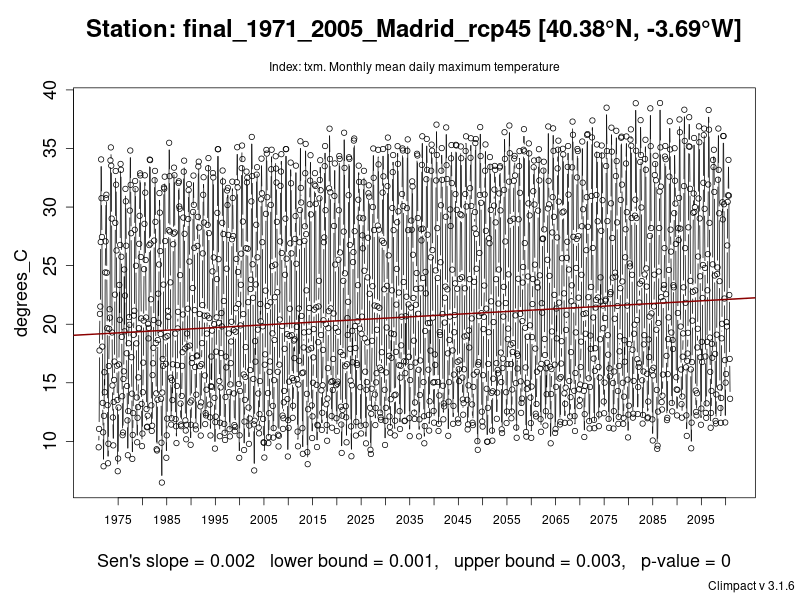 Station: final_1971_2005_Madrid_rcp45 [40.38°N, -3.69°W]
Index: txm. Monthly mean daily maximum temperature
40
35
30
25
20
15
10
degrees_C
1975 1985 1995 2005 2015 2025 2035 2045 2055 2065 2075 2085 2095
Sen's slope = 0.002 lower bound = 0.001, upper bound = 0.003, p-value = 0
Climpact v 3.1.6